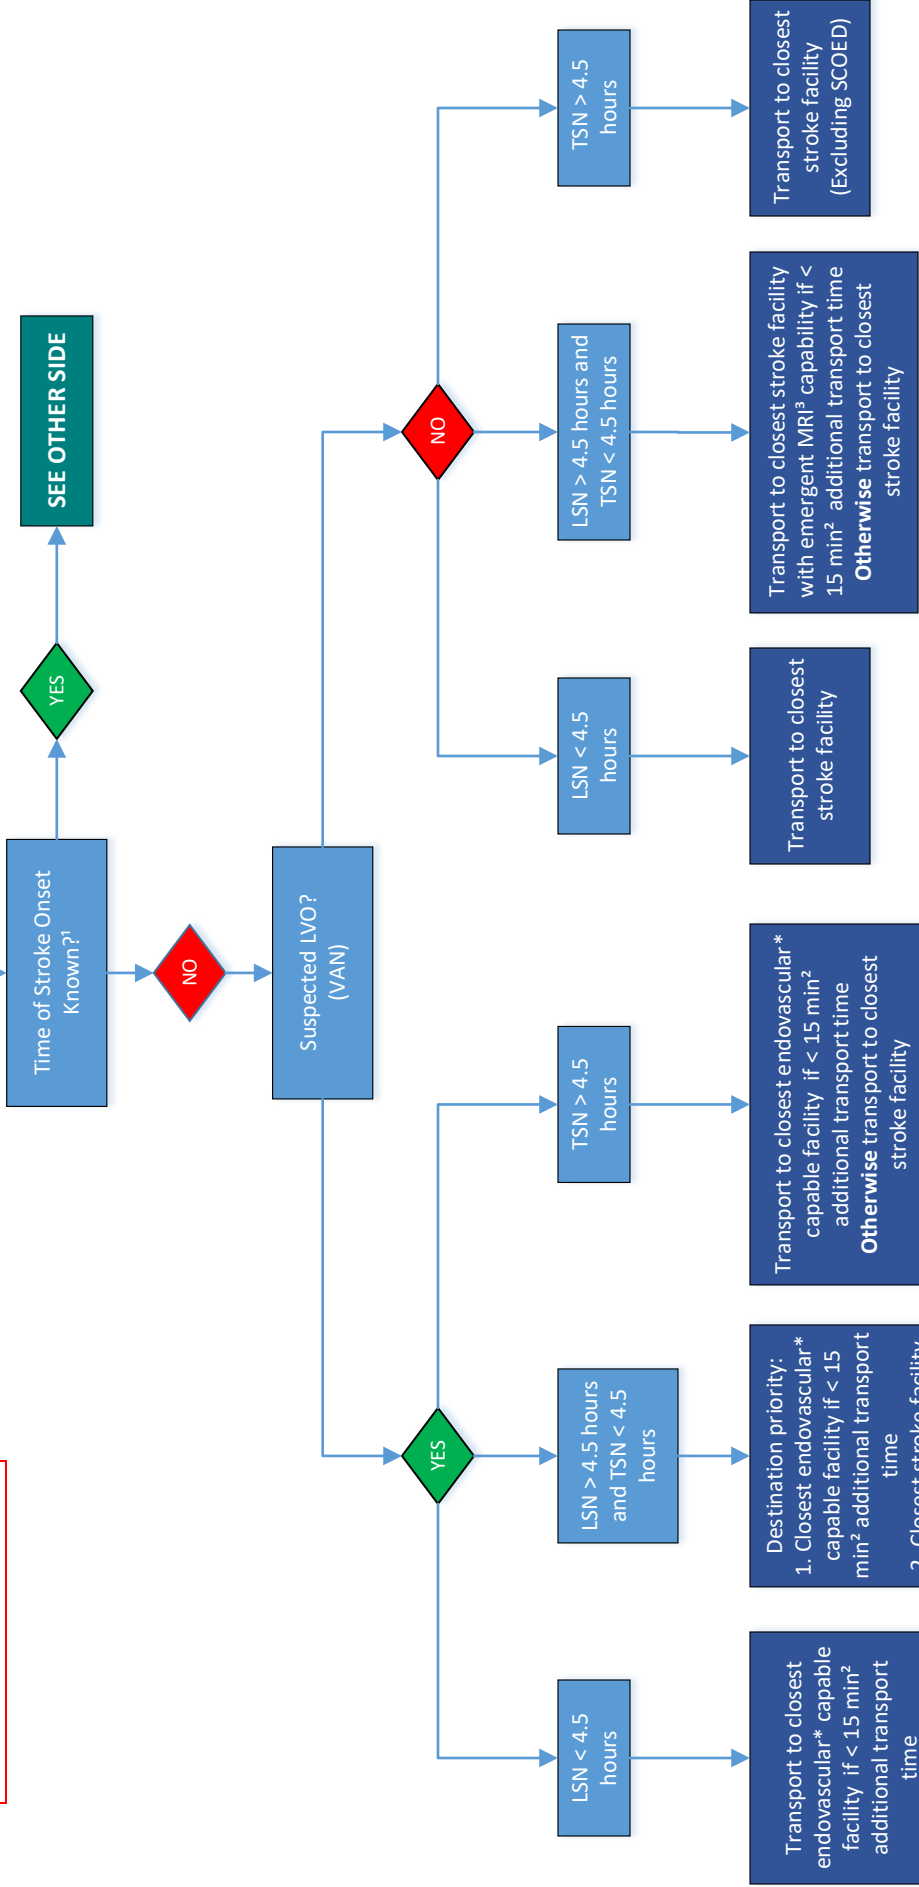 Time of Stroke Onset
Known?¹
YES
SEE OTHER SIDE
NO
Suspected LVO?
(VAN)
YES
NO
LSN < 4.5
hours
LSN > 4.5 hours
and TSN < 4.5
hours
TSN > 4.5
hours
LSN < 4.5
hours
LSN > 4.5 hours and
TSN < 4.5 hours
TSN > 4.5
hours
Transport to closest
endovascular* capable
facility if < 15 min²
additional transport
time
Destination priority:
1. Closest endovascular*
capable facility if < 15
min² additional transport
time
2. Closest stroke facility
Transport to closest endovascular*
capable facility if < 15 min²
additional transport time
Otherwise transport to closest
stroke facility
Transport to closest
stroke facility
Transport to closest stroke facility
with emergent MRI³ capability if <
15 min² additional transport time
Otherwise transport to closest
stroke facility
Transport to closest
stroke facility
(Excluding SCOED)